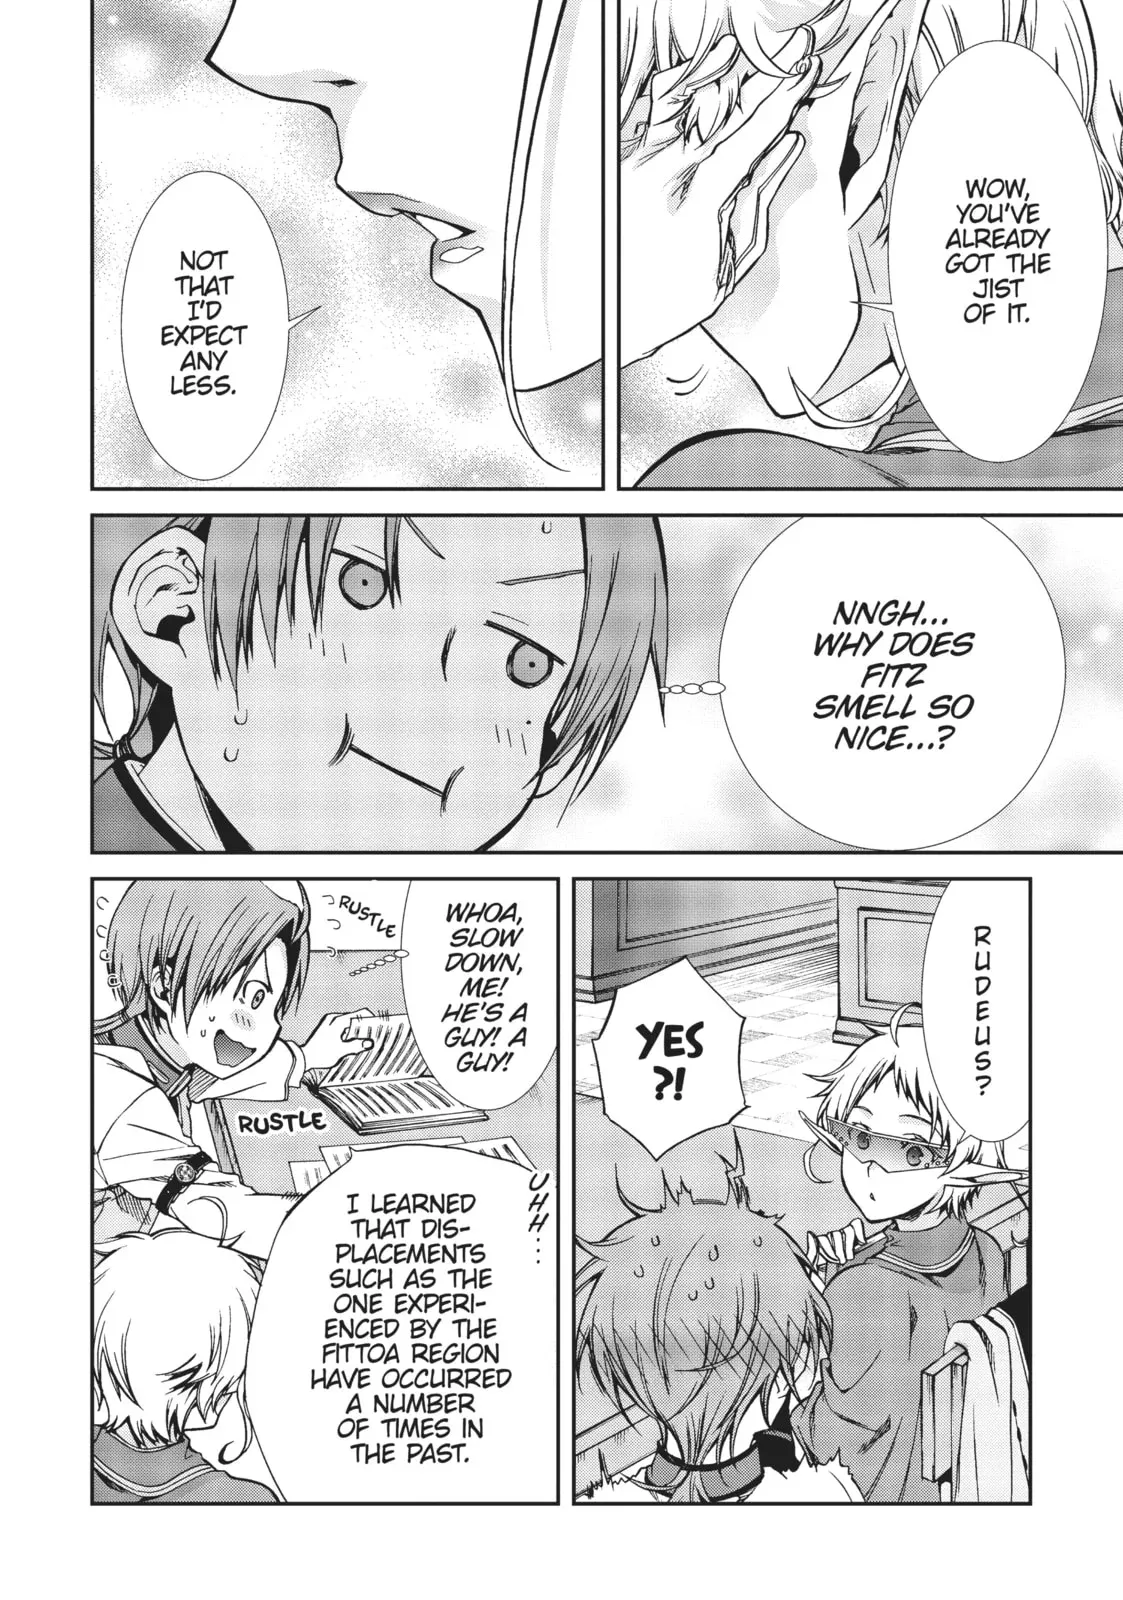 WOW,
YOU'VE
ALREADY
GOT THE
JIST
OF IT.
NOT
THAT
I'D
EXPECT
ANY
LESS.
NNGH...
WHY DOES
FITZ
SMELL SO
NICE...?
RUDEUS?
YES
?!
WHOA,
SLOW
DOWN,
ME!
HE'S A
GUY! A
GUY!
RUSTLE
RUSTLE
UHH....
I LEARNED
THAT DIS-
PLACEMENTS
SUCH AS THE
ONE EXPERI-
ENCED BY THE
FITTOA REGION
HAVE OCCURRED
A NUMBER
OF TIMES IN
THE PAST.